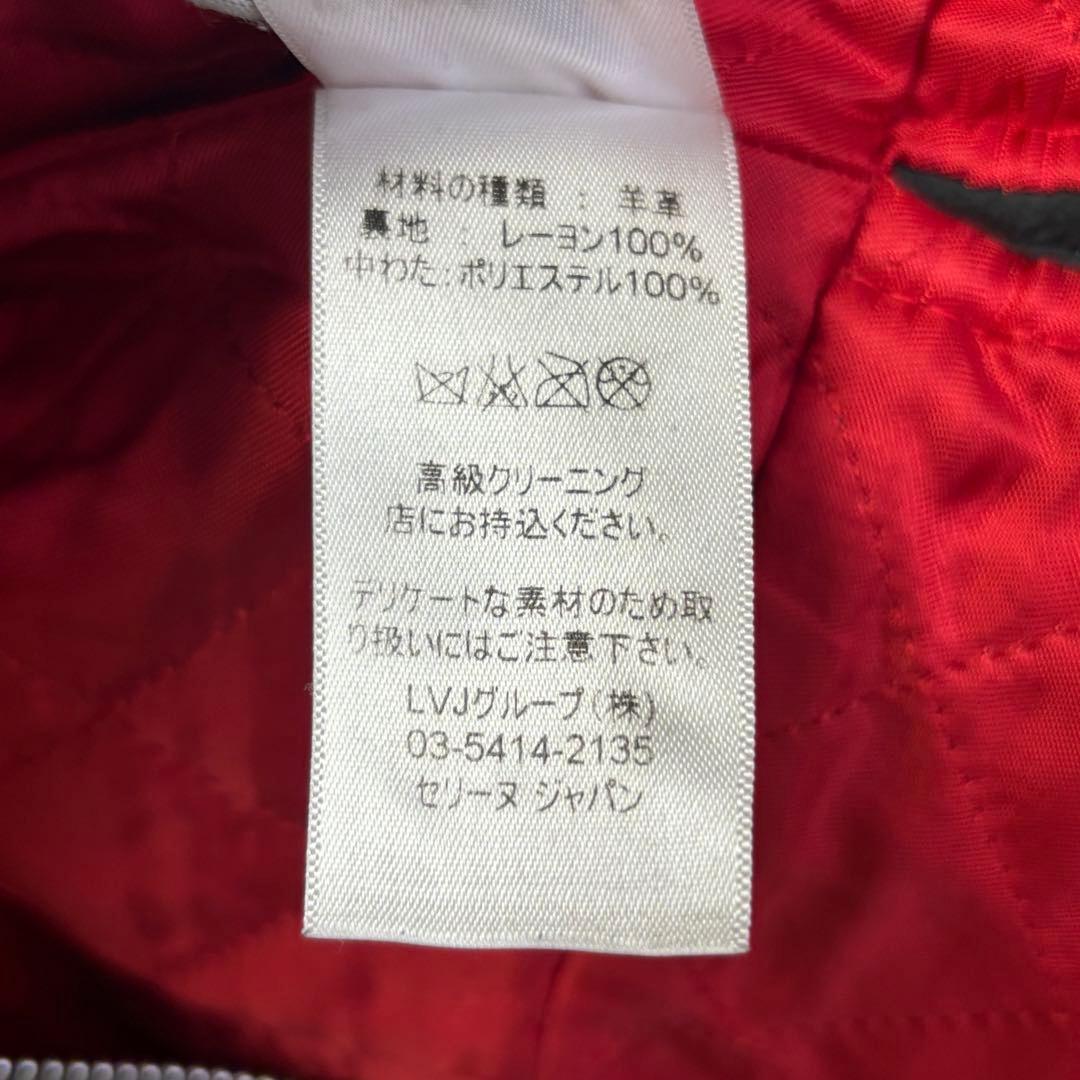 材料の種類 : 羊革
裏地 : レーヨン100%
中わた:ポリエステル100%
高級クリーニング
店にお持込ください。
デリケートな素材のため取
り扱いにはご注意下さい。
LVJグループ(株)
03-5414-2135
セリーヌ ジャパン